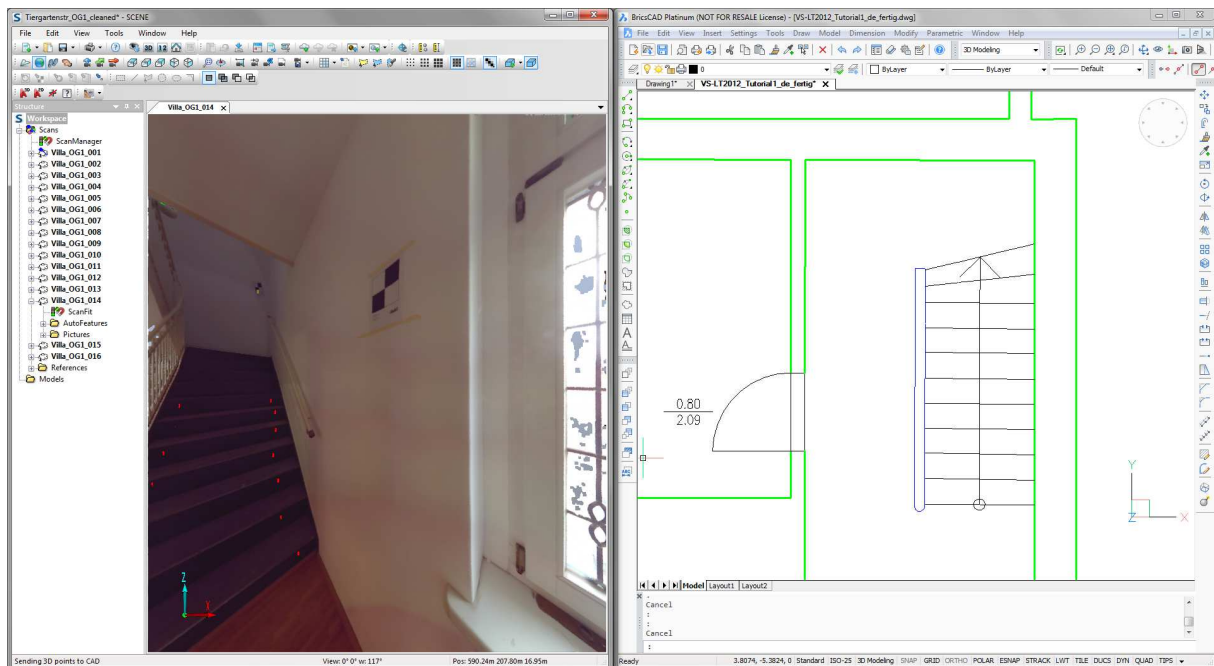 Tiergartenstr_OG1_cleaned* - SCENE
File Edit View Tools Window Help
Structure
Workspace
Scans
ScanManager
Villa_OG1_001
Villa_OG1_002
Villa_OG1_003
Villa_OG1_004
Villa_OG1_005
Villa_OG1_006
Villa_OG1_007
Villa_OG1_008
Villa_OG1_009
Villa_OG1_010
Villa_OG1_011
Villa_OG1_012
Villa_OG1_013
Villa_OG1_014
ScanFit
AutoFeatures
Pictures
Villa_OG1_015
Villa_OG1_016
References
Models
Villa_OG1_014 x
Z
Sending 3D points to CAD
View: 0° 0° w: 117°
Pos: 590.24m 207.80m 16.95m
BricsCAD Platinum (NOT FOR RESALE License) - [VS-LT2012_Tutorial1_de_fertig.dwg]
File Edit View Insert Settings Tools Draw Model Dimension Modify Parametric Window Help
3D Modeling
0 ByLayer ByLayer Default
Drawing1* VS-LT2012_Tutorial1_de_fertig*
0.80
2.09
Y
Z X
Model Layout1 Layout2
Cancel
:
:
Cancel
:
Ready
3.8074, -5.3824, 0 Standard ISO-25 3D Modeling SNAP GRID ORTHO POLAR ESNAP STRACK LWT TILE DUCS DYN QUAD TIPS